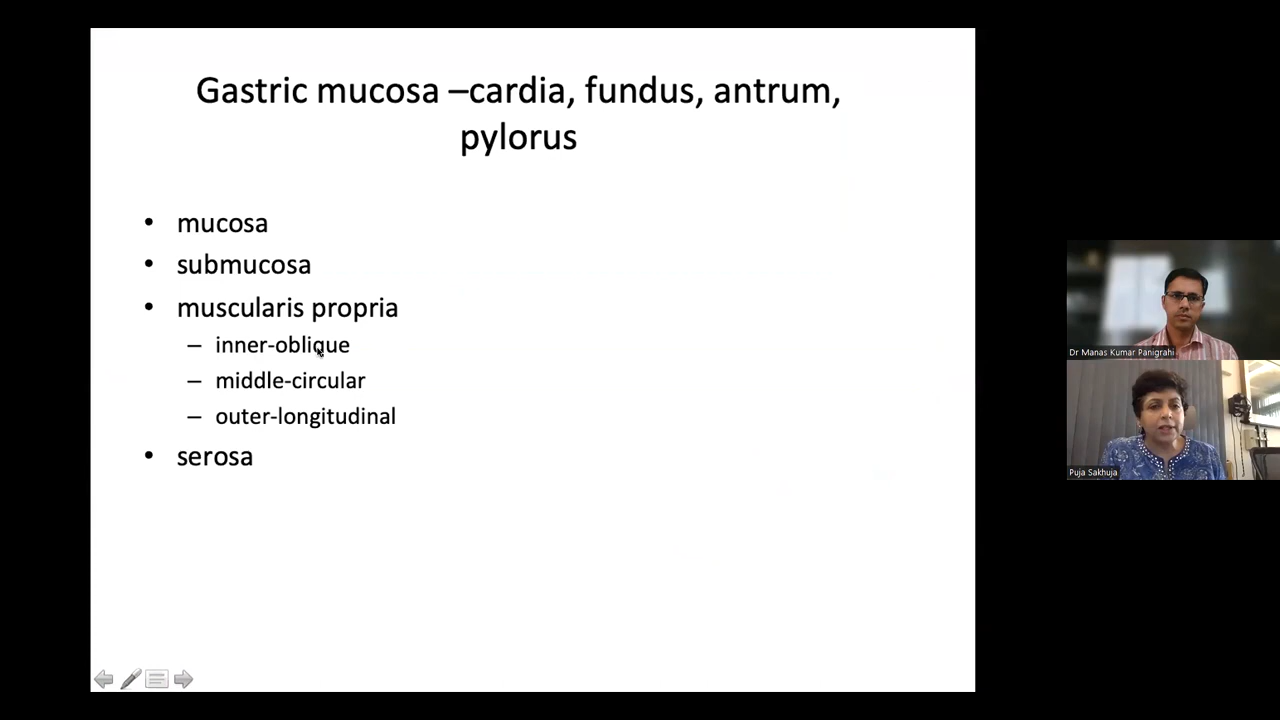 Gastric mucosa –cardia, fundus, antrum,
pylorus
• mucosa
• submucosa
• muscularis propria
– inner-oblique
– middle-circular
– outer-longitudinal
• serosa
Dr Manas Kumar Panigrahi
Puja Sakhuja